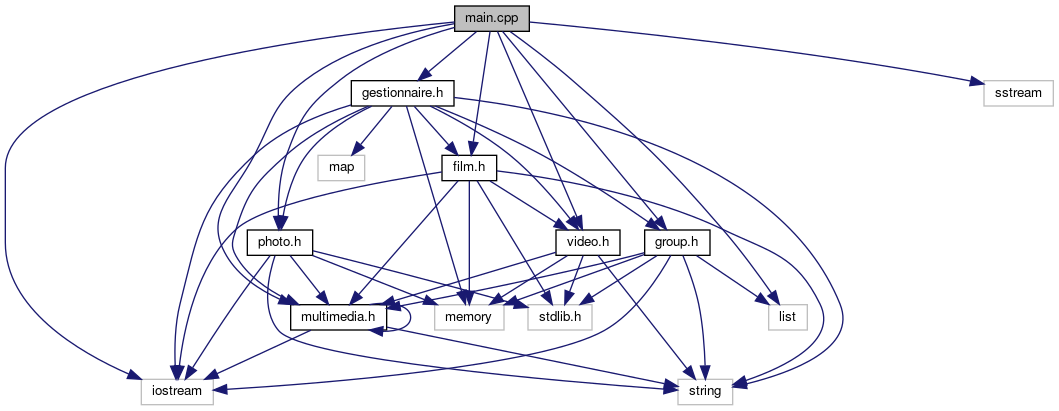 main.cpp
gestionnaire.h
sstream
map
film.h
photo.h
video.h
group.h
multimedia.h
memory
stdlib.h
list
iostream
string